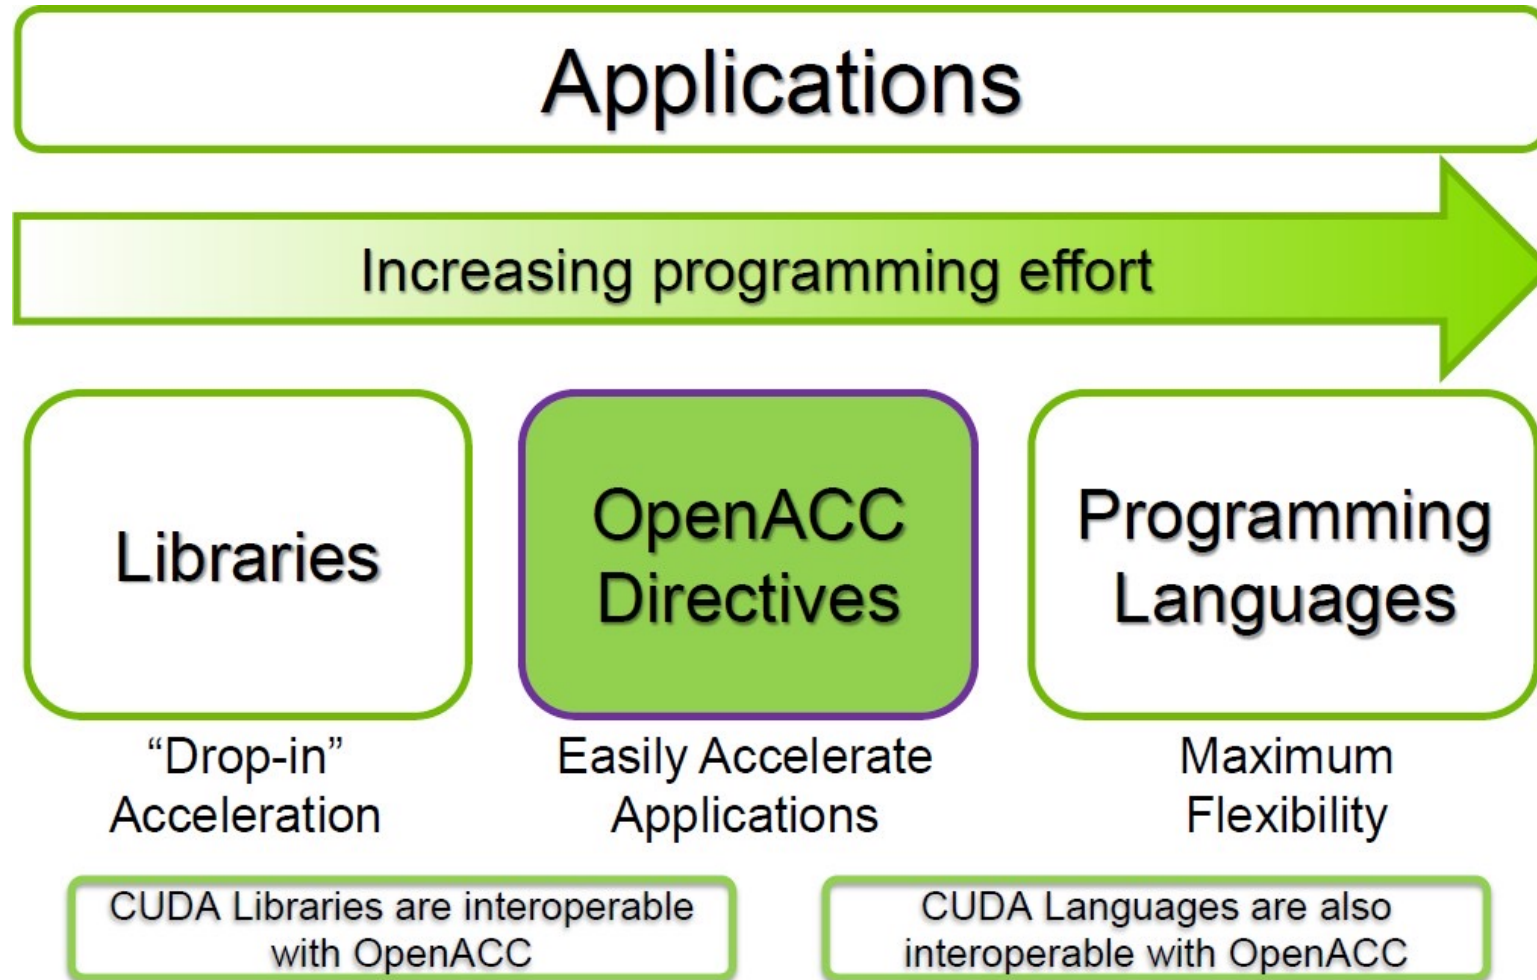 Applications
Increasing programming effort
Libraries
OpenACC
Directives
Programming
Languages
“Drop-in”
Acceleration
Easily Accelerate
Applications
Maximum
Flexibility
CUDA Libraries are interoperable
with OpenACC
CUDA Languages are also
interoperable with OpenACC